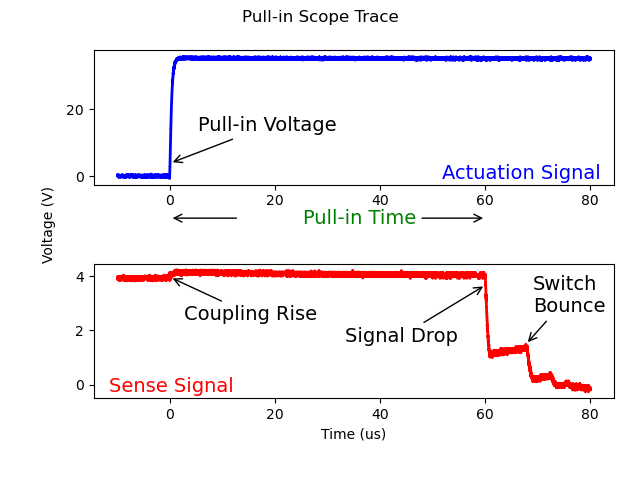 Pull-in Scope Trace
20
0
Pull-in Voltage
Actuation Signal
0
20
40
60
80
Pull-in Time
Voltage (V)
4
2
0
Coupling Rise
Signal Drop
Switch
Bounce
Sense Signal
0
20
40
60
80
Time (us)